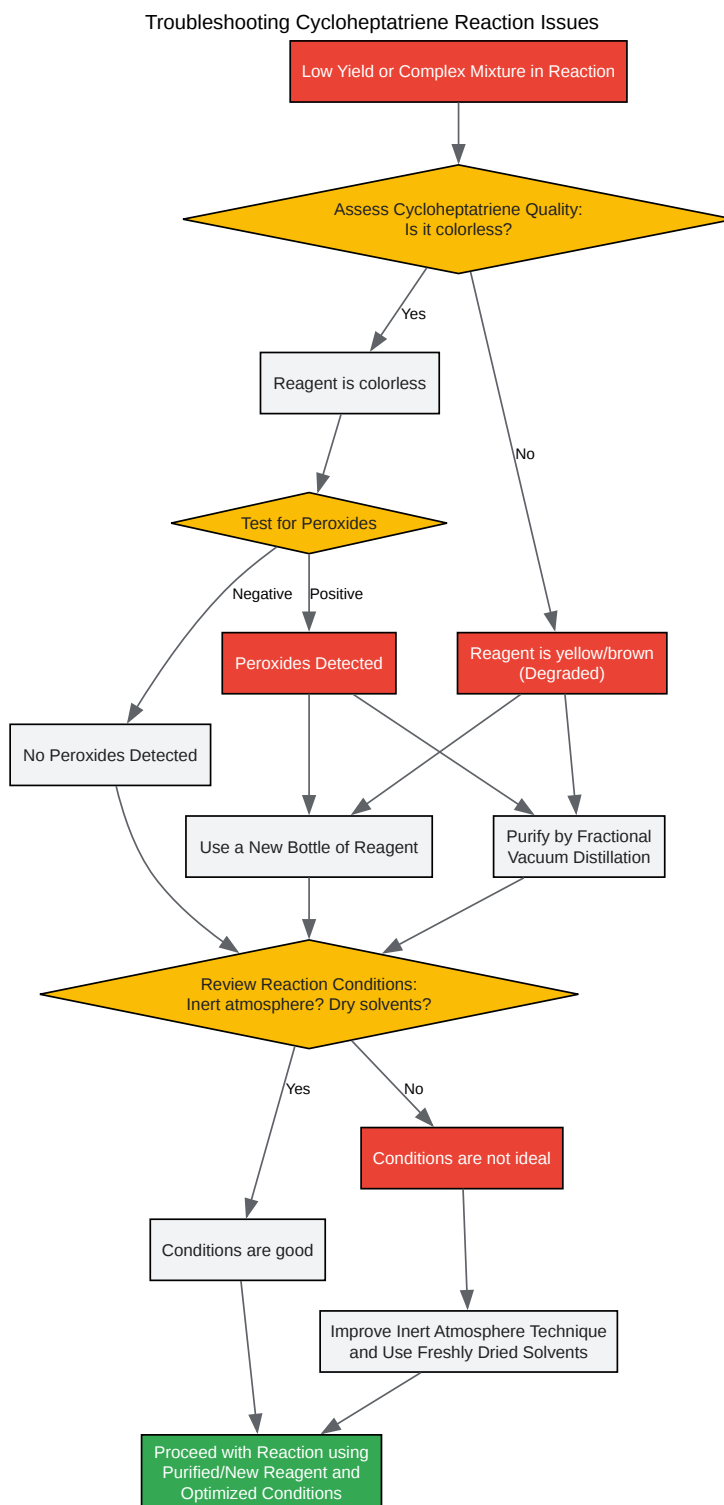 Troubleshooting Cycloheptatriene Reaction Issues
Low Yield or Complex Mixture in Reaction
Assess Cycloheptatriene Quality:
Is it colorless?
Yes
Reagent is colorless
No
Test for Peroxides
Negative
Positive
Peroxides Detected
Reagent is yellow/brown
(Degraded)
No Peroxides Detected
Use a New Bottle of Reagent
Purify by Fractional
Vacuum Distillation
Review Reaction Conditions:
Inert atmosphere? Dry solvents?
Yes
No
Conditions are not ideal
Conditions are good
Improve Inert Atmosphere Technique
and Use Freshly Dried Solvents
Proceed with Reaction using
Purified/New Reagent and
Optimized Conditions